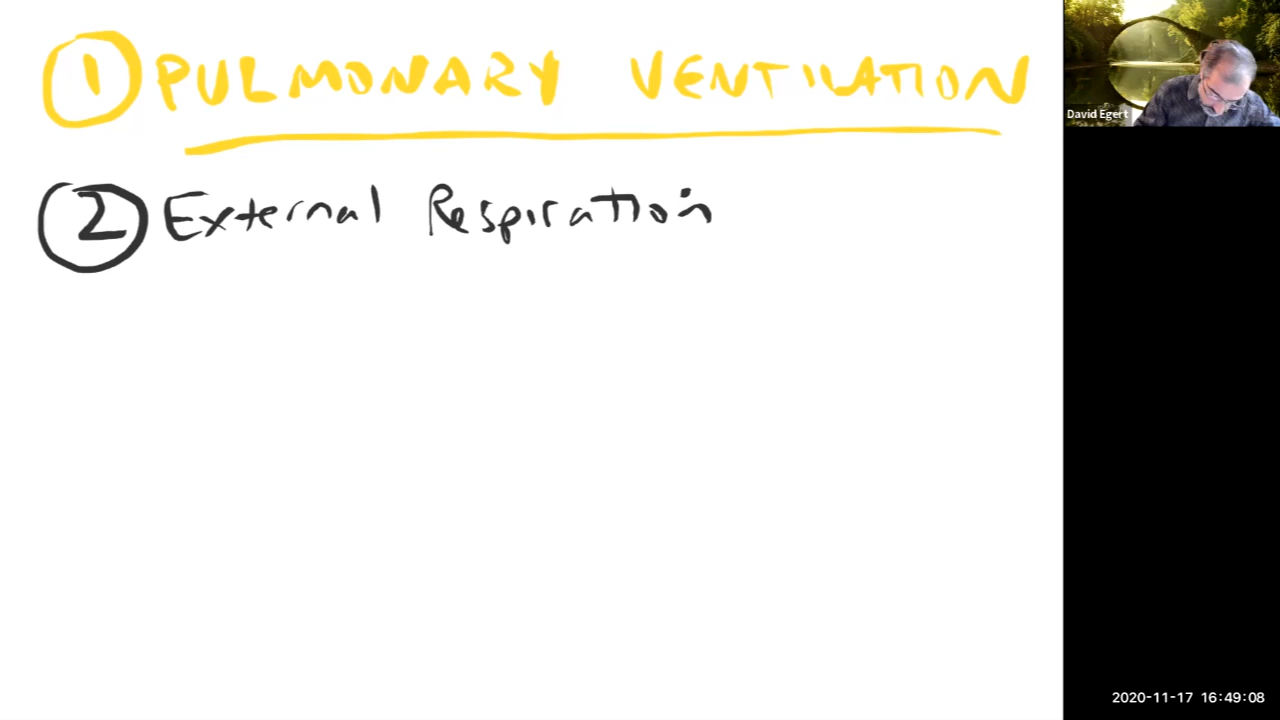 1 PULMONARY VENTILATION
2 External Respiration
David Egert
2020-11-17 16:49:08